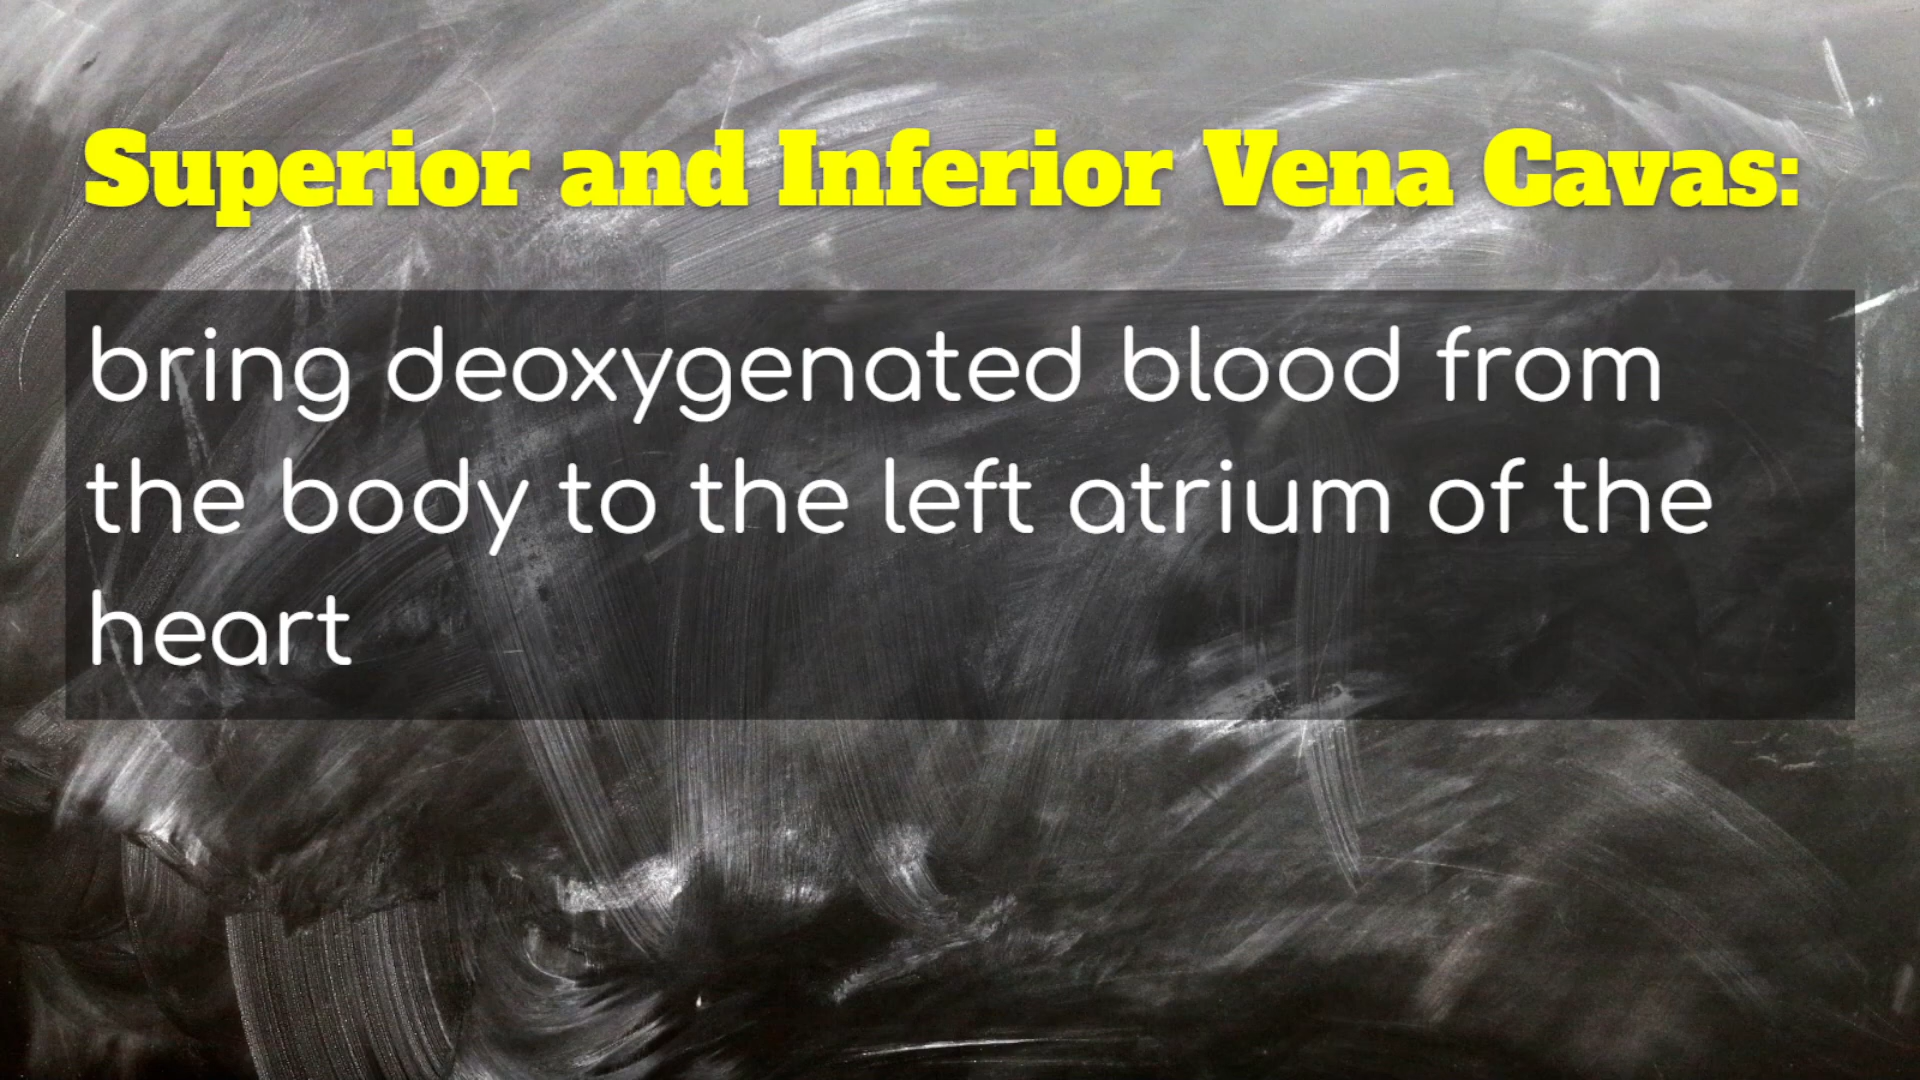 Superior and Inferior Vena Cavas:
bring deoxygenated blood from
the body to the left atrium of the
heart